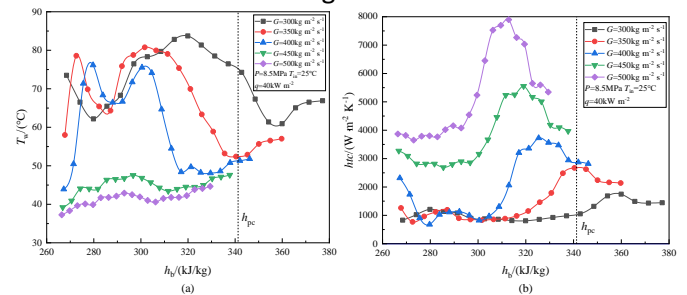 90
80
70
60
50
40
30
T_w/(°C)
G=300kg m⁻² s⁻¹
G=350kg m⁻² s⁻¹
G=400kg m⁻² s⁻¹
G=450kg m⁻² s⁻¹
G=500kg m⁻² s⁻¹
P=8.5MPa T_in=25°C
q=40kW m⁻²
h_pc
260 280 300 320 340 360 380
h_b/(kJ/kg)
(a)
8000
7000
6000
5000
4000
3000
2000
1000
0
htc/(W m⁻² K⁻¹)
G=300kg m⁻² s⁻¹
G=350kg m⁻² s⁻¹
G=400kg m⁻² s⁻¹
G=450kg m⁻² s⁻¹
G=500kg m⁻² s⁻¹
P=8.5MPa T_in=25°C
q=40kW m⁻²
260 280 300 320 340 360 380
h_b/(kJ/kg)
h_pc
(b)